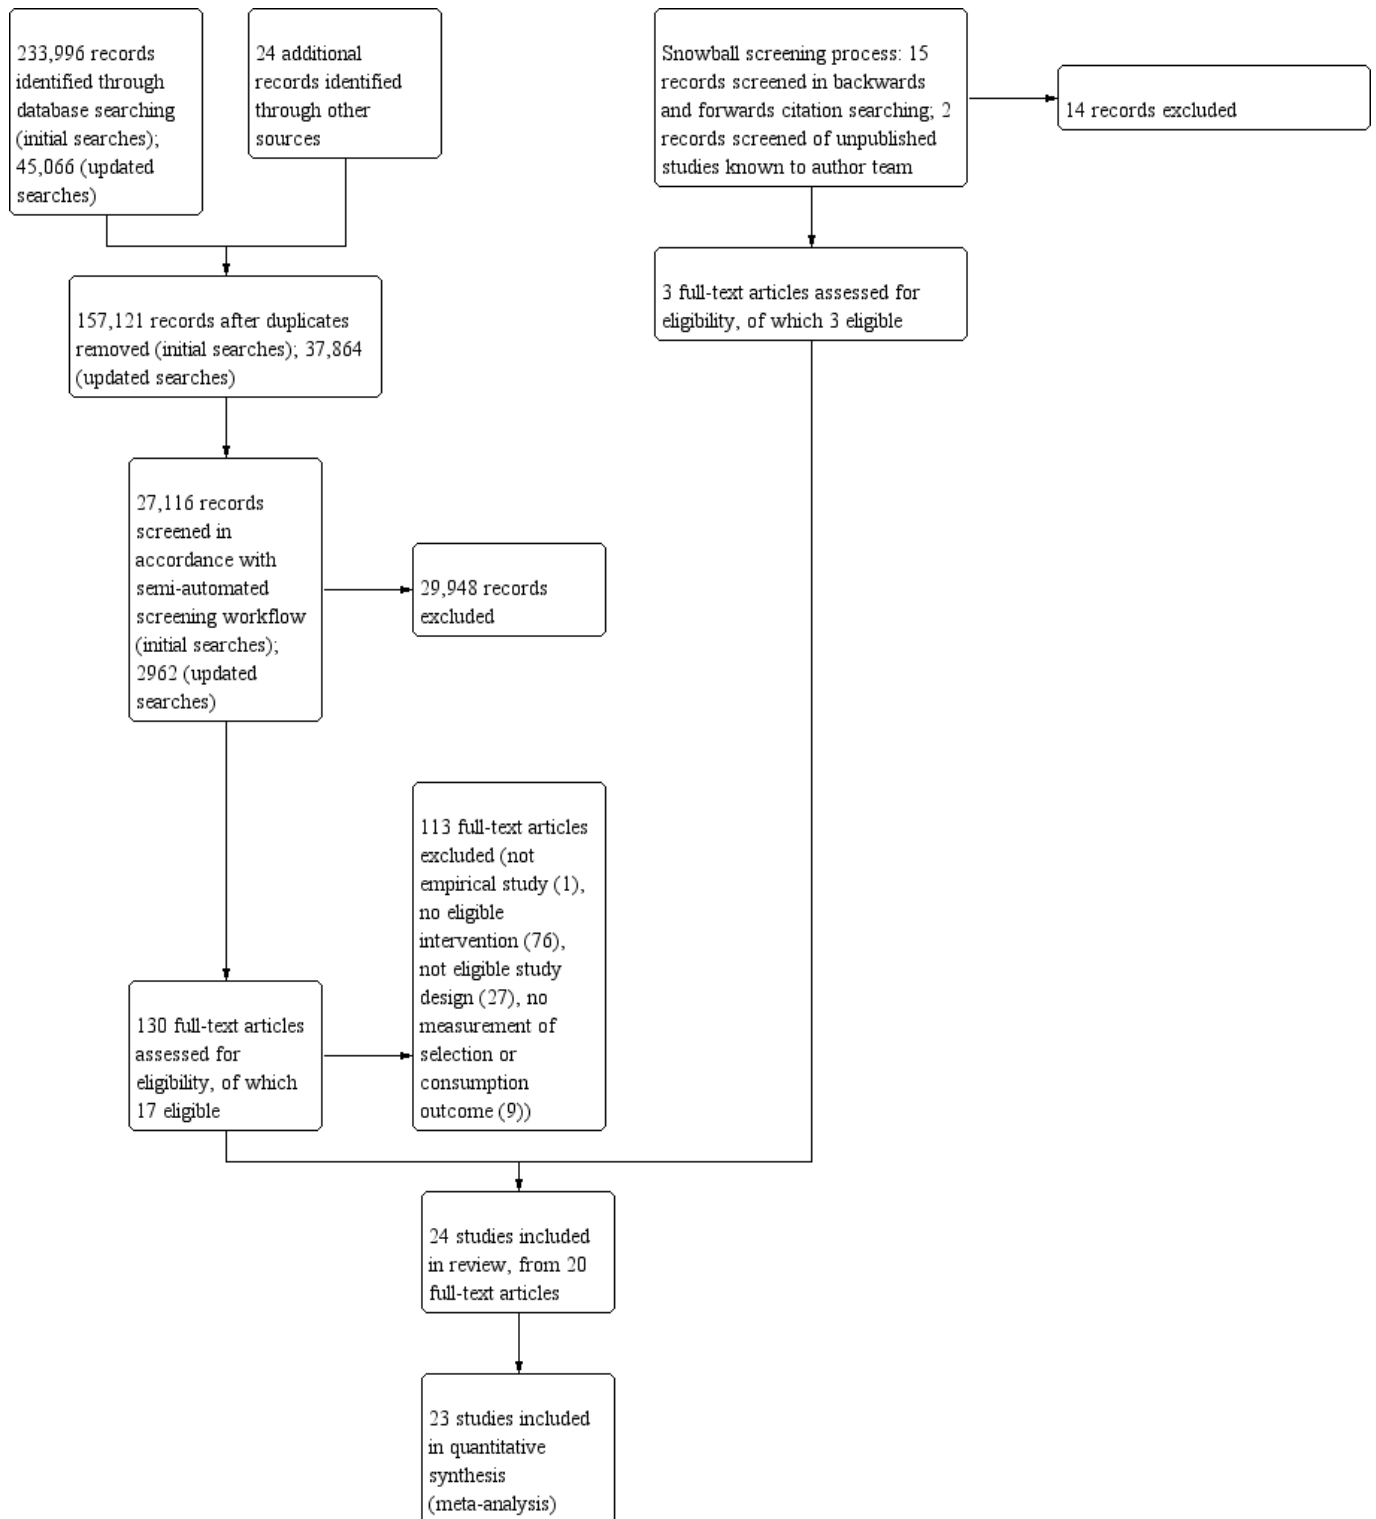 233,996 records
identified through
database searching
(initial searches);
45,066 (updated
searches)
24 additional
records identified
through other
sources
Snowball screening process: 15
records screened in backwards
and forwards citation searching; 2
records screened of unpublished
studies known to author team
14 records excluded
157,121 records after duplicates
removed (initial searches); 37,864
(updated searches)
3 full-text articles assessed for
eligibility, of which 3 eligible
27,116 records
screened in
accordance with
semi-automated
screening workflow
(initial searches);
2962 (updated
searches)
29,948 records
excluded
113 full-text articles
excluded (not
empirical study (1),
no eligible
intervention (76),
not eligible study
design (27), no
measurement of
selection or
consumption
outcome (9))
130 full-text articles
assessed for
eligibility, of which
17 eligible
24 studies included
in review, from 20
full-text articles
23 studies included
in quantitative
synthesis
(meta-analysis)